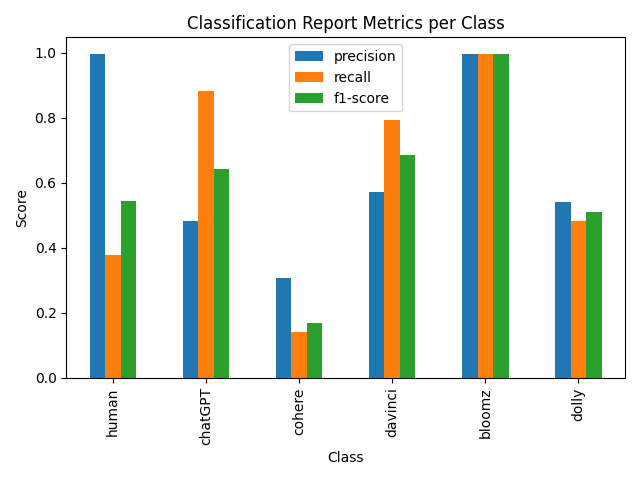 Classification Report Metrics per Class
precision
recall
f1-score
Score
1.0
0.8
0.6
0.4
0.2
0.0
human
chatGPT
cohere
davinci
bloomz
dolly
Class